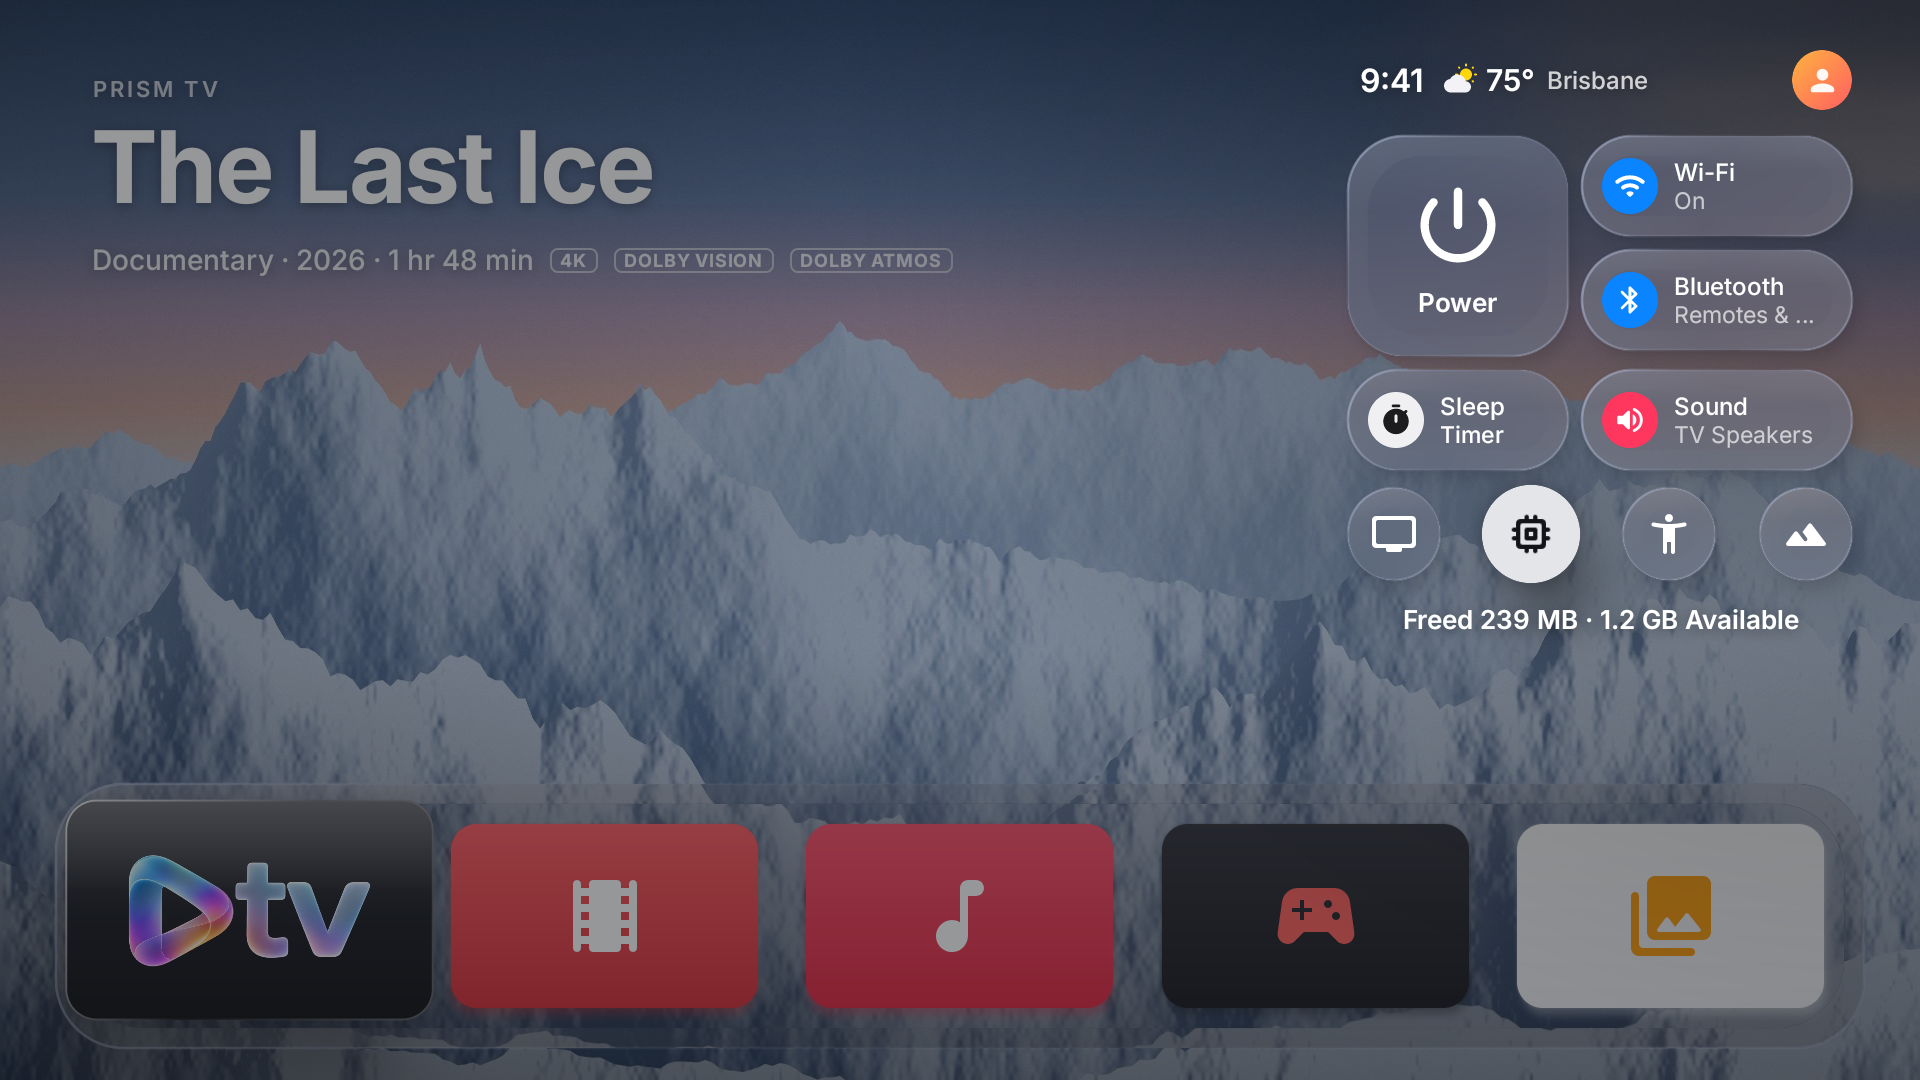 PRISM TV
The Last Ice
Documentary · 2026 · 1 hr 48 min 4K DOLBY VISION DOLBY ATMOS
9:41 75° Brisbane
Power
Wi-Fi
On
Bluetooth
Remotes & ...
Sleep
Timer
Sound
TV Speakers
Freed 239 MB · 1.2 GB Available
tv